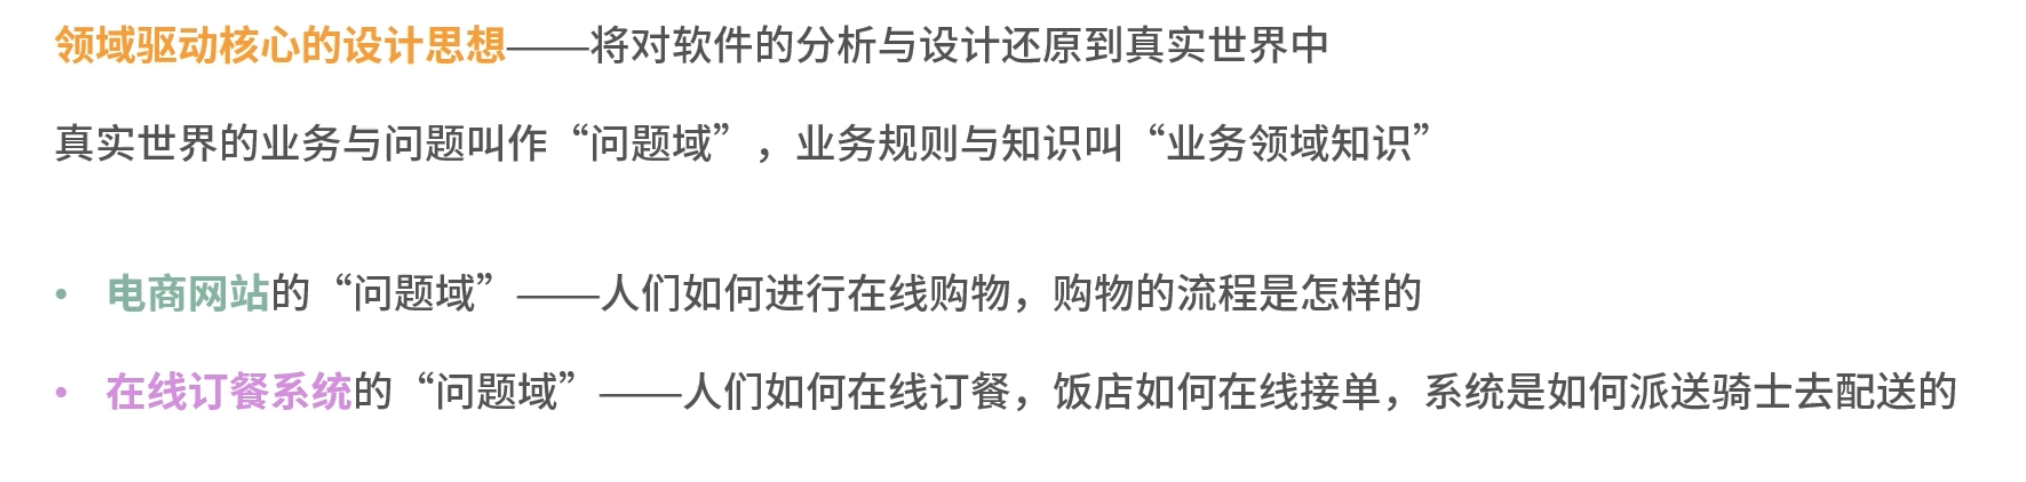 领域驱动核心的设计思想——将对软件的分析与设计还原到真实世界中
真实世界的业务与问题叫作“问题域”，业务规则与知识叫“业务领域知识”
• 电商网站的“问题域”——人们如何进行在线购物，购物的流程是怎样的
• 在线订餐系统的“问题域”——人们如何在线订餐，饭店如何在线接单，系统是如何派送骑士去配送的